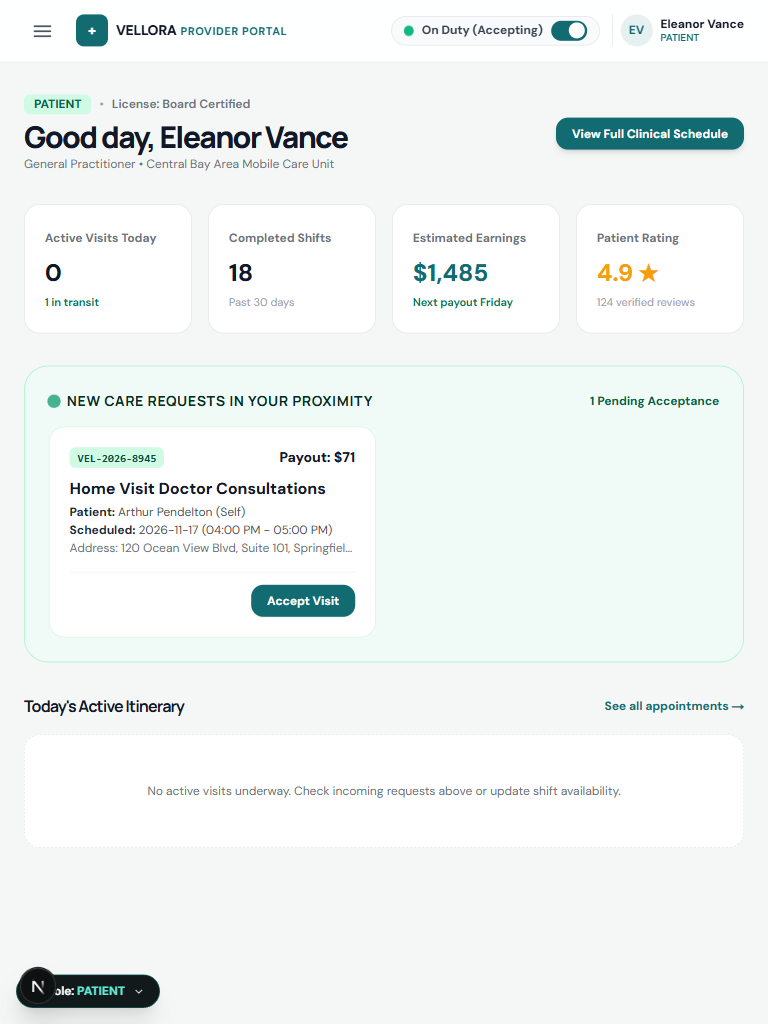 + VELLORA PROVIDER PORTAL
On Duty (Accepting)
EV
Eleanor Vance
PATIENT
PATIENT • License: Board Certified
Good day, Eleanor Vance
General Practitioner • Central Bay Area Mobile Care Unit
View Full Clinical Schedule
Active Visits Today
0
1 in transit
Completed Shifts
18
Past 30 days
Estimated Earnings
$1,485
Next payout Friday
Patient Rating
4.9 ★
124 verified reviews
NEW CARE REQUESTS IN YOUR PROXIMITY
1 Pending Acceptance
VEL-2026-8945
Payout: $71
Home Visit Doctor Consultations
Patient: Arthur Pendelton (Self)
Scheduled: 2026-11-17 (04:00 PM - 05:00 PM)
Address: 120 Ocean View Blvd, Suite 101, Springfiel...
Accept Visit
Today's Active Itinerary
See all appointments →
No active visits underway. Check incoming requests above or update shift availability.
N
PATIENT